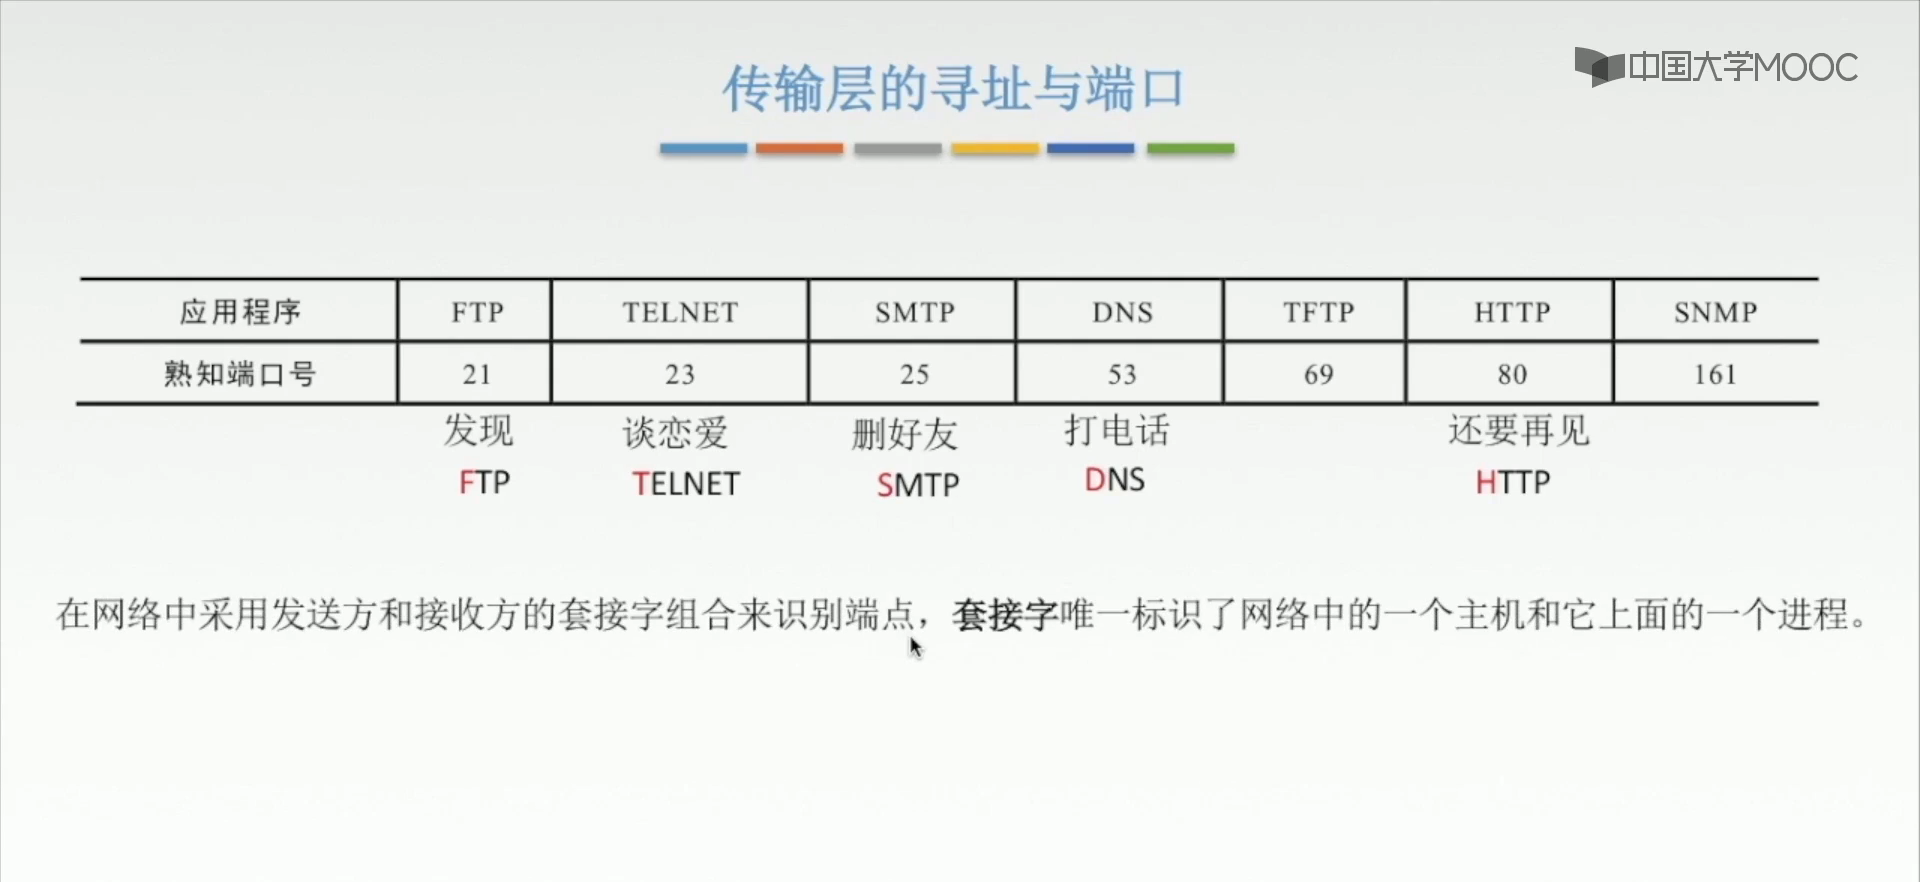 中国大学MOOC
传输层的寻址与端口
应用程序 FTP TELNET SMTP DNS TFTP HTTP SNMP
熟知端口号 21 23 25 53 69 80 161
发现 谈恋爱 删好友 打电话 还要再见
FTP TELNET SMTP DNS HTTP
在网络中采用发送方和接收方的套接字组合来识别端点，套接字唯一标识了网络中的一个主机和它上面的一个进程。